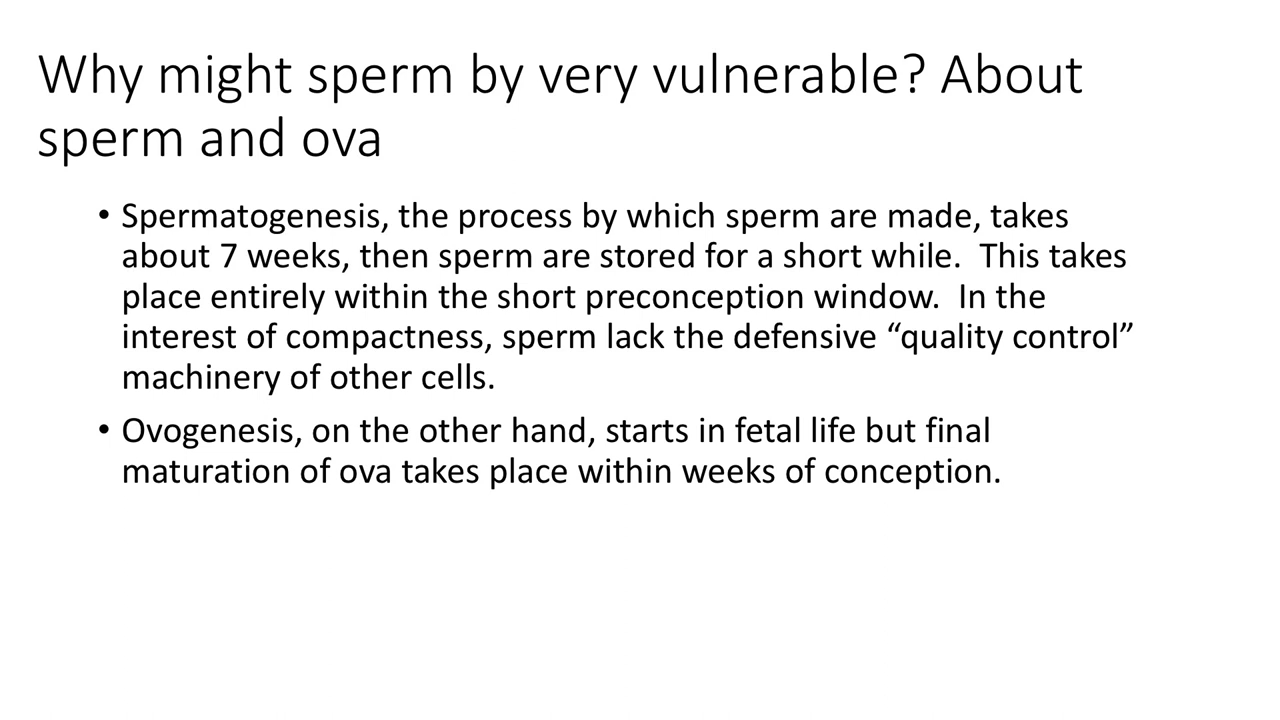 Why might sperm by very vulnerable? About
sperm and ova
• Spermatogenesis, the process by which sperm are made, takes
about 7 weeks, then sperm are stored for a short while.  This takes
place entirely within the short preconception window.  In the
interest of compactness, sperm lack the defensive “quality control”
machinery of other cells.
• Ovogenesis, on the other hand, starts in fetal life but final
maturation of ova takes place within weeks of conception.